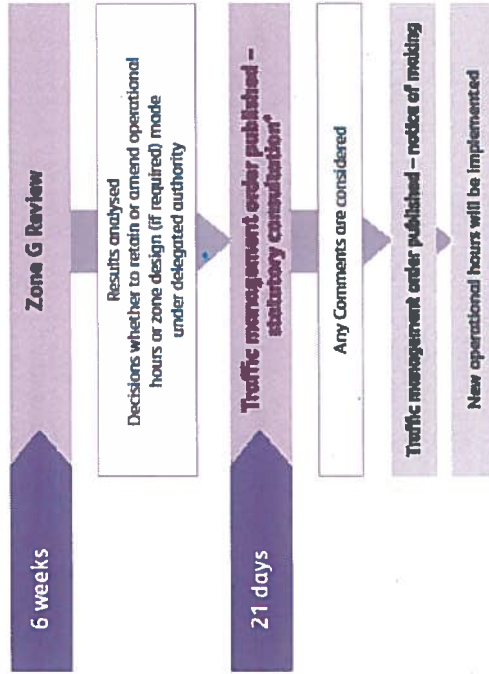 6 weeks
Zone G Review
Results analysed
Decisions whether to retain or amend operational
hours or zone design (if required) made
under delegated authority
21 days
Traffic management order published –
statutory consultation*
Any Comments are considered
Traffic management order published – notice of making
New operational hours will be implemented